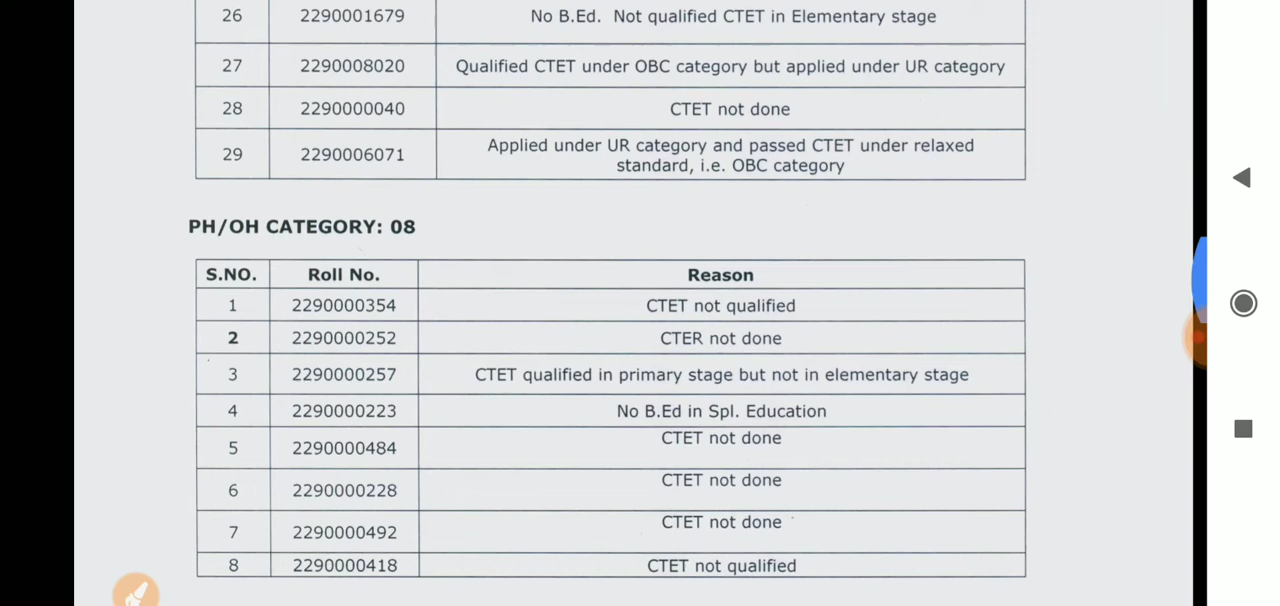 26 2290001679 No B.Ed. Not qualified CTET in Elementary stage
27 2290008020 Qualified CTET under OBC category but applied under UR category
28 2290000040 CTET not done
29 2290006071 Applied under UR category and passed CTET under relaxed
standard, i.e. OBC category
PH/OH CATEGORY: 08
S.NO. Roll No. Reason
1 2290000354 CTET not qualified
2 2290000252 CTER not done
3 2290000257 CTET qualified in primary stage but not in elementary stage
4 2290000223 No B.Ed in Spl. Education
5 2290000484 CTET not done
6 2290000228 CTET not done
7 2290000492 CTET not done
8 2290000418 CTET not qualified